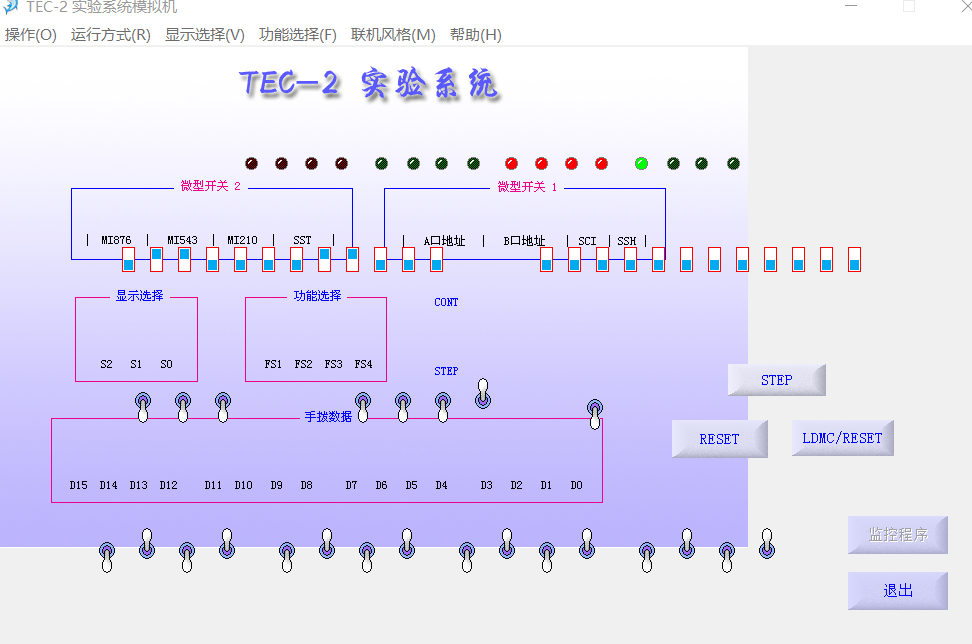 TEC-2 实验系统模拟机
操作(O) 运行方式(R) 显示选择(V) 功能选择(F) 联机风格(M) 帮助(H)
TEC-2 实验系统
微型开关 2 微型开关 1
MI876 MI543 MI210 SST A口地址 B口地址 SCI SSH
显示选择 功能选择 CONT
S2 S1 S0 FS1 FS2 FS3 FS4 STEP
STEP
手拨数据
RESET LDMC/RESET
D15 D14 D13 D12 D11 D10 D9 D8 D7 D6 D5 D4 D3 D2 D1 D0
监控程序
退出